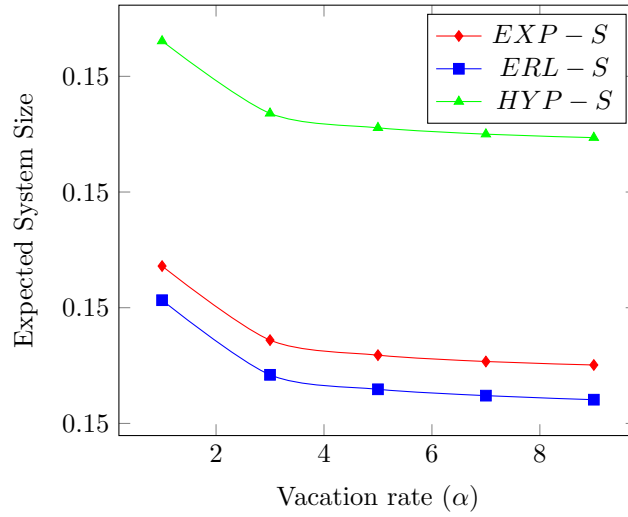 EXP − S
ERL − S
HYP − S
0.15
0.15
0.15
0.15
Expected System Size
2 4 6 8
Vacation rate (α)